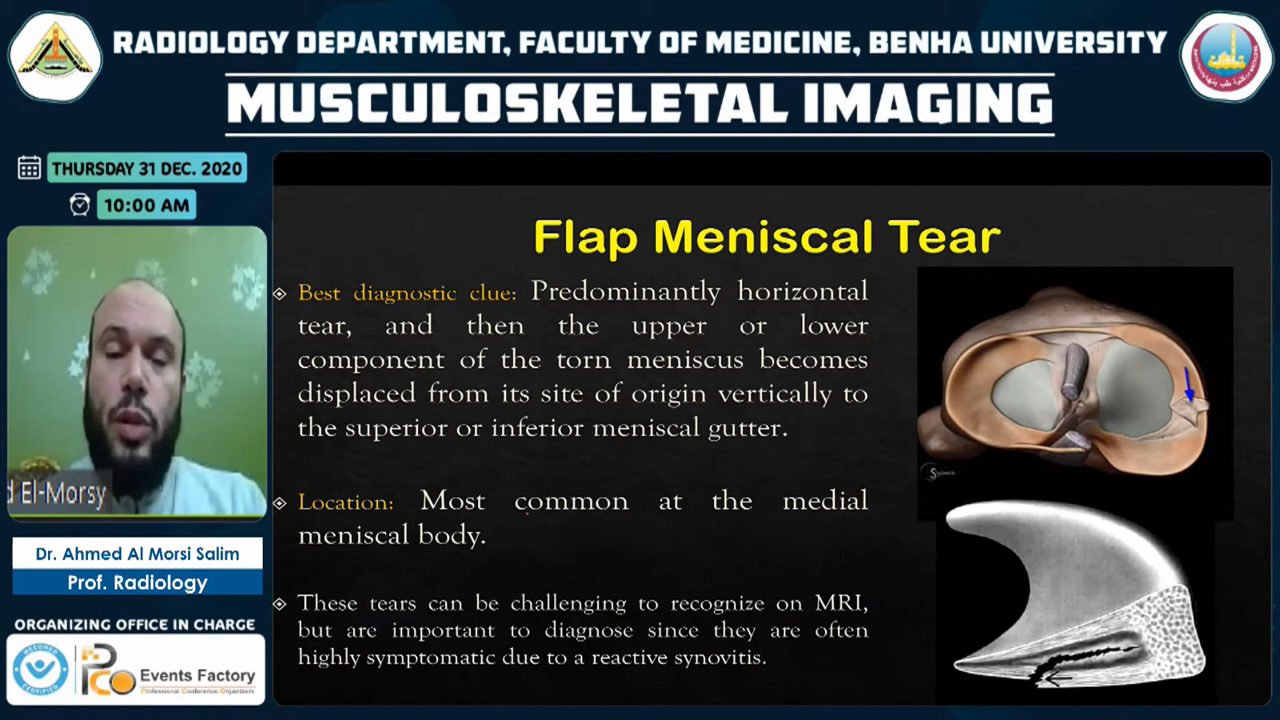 RADIOLOGY DEPARTMENT, FACULTY OF MEDICINE, BENHA UNIVERSITY
MUSCULOSKELETAL IMAGING
THURSDAY 31 DEC. 2020
10:00 AM
d El-Morsy
Dr. Ahmed Al Morsi Salim
Prof. Radiology
ORGANIZING OFFICE IN CHARGE
Events Factory
Professional Conference Organizers
Flap Meniscal Tear
Best diagnostic clue: Predominantly horizontal
tear, and then the upper or lower
component of the torn meniscus becomes
displaced from its site of origin vertically to
the superior or inferior meniscal gutter.
Location: Most common at the medial
meniscal body.
These tears can be challenging to recognize on MRI,
but are important to diagnose since they are often
highly symptomatic due to a reactive synovitis.